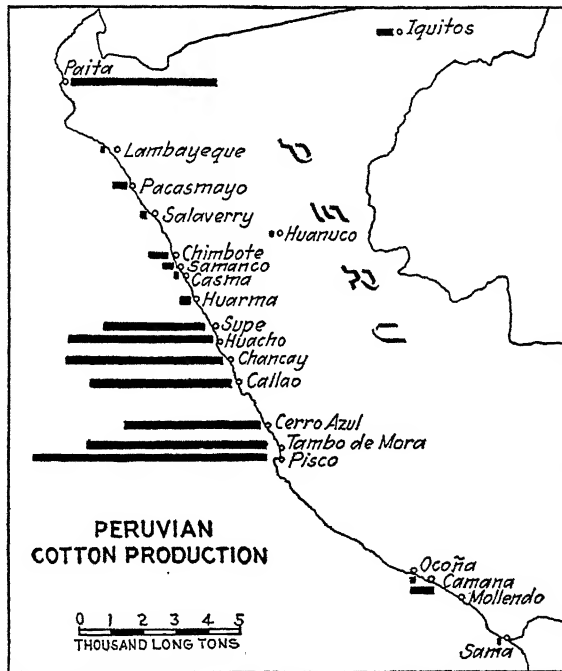 Iquitos
Paita
Lambayeque
Pacasmayo
Salaverry
Huanuco
Chimbote
Samanco
Casma
Huarma
Supe
Huacho
Chancay
Callao
Cerro Azul
Tambo de Mora
Pisco
PERU
PERUVIAN
COTTON PRODUCTION
0 1 2 3 4 5
THOUSAND LONG TONS
Ocoña
Camana
Mollendo
Sama